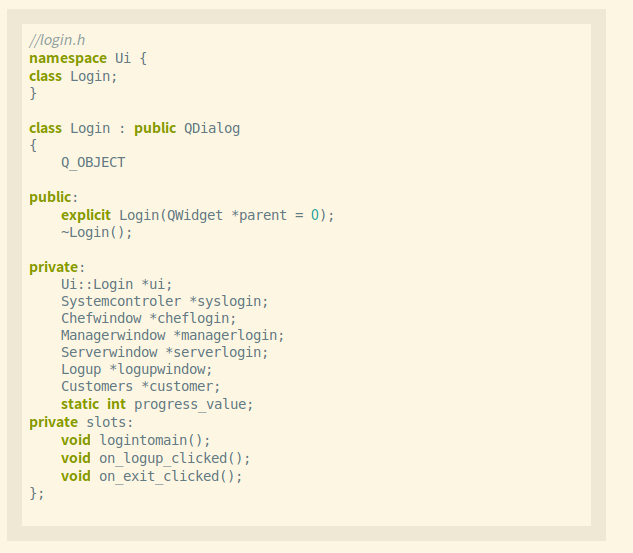 //login.h
namespace Ui {
class Login;
}
class Login : public QDialog
{
Q_OBJECT
public:
explicit Login(QWidget *parent = 0);
~Login();
private:
Ui::Login *ui;
Systemcontroler *syslogin;
Chefwindow *cheflogin;
Managerwindow *managerlogin;
Serverwindow *serverlogin;
Logup *logupwindow;
Customers *customer;
static int progress_value;
private slots:
void logintomain();
void on_logup_clicked();
void on_exit_clicked();
};